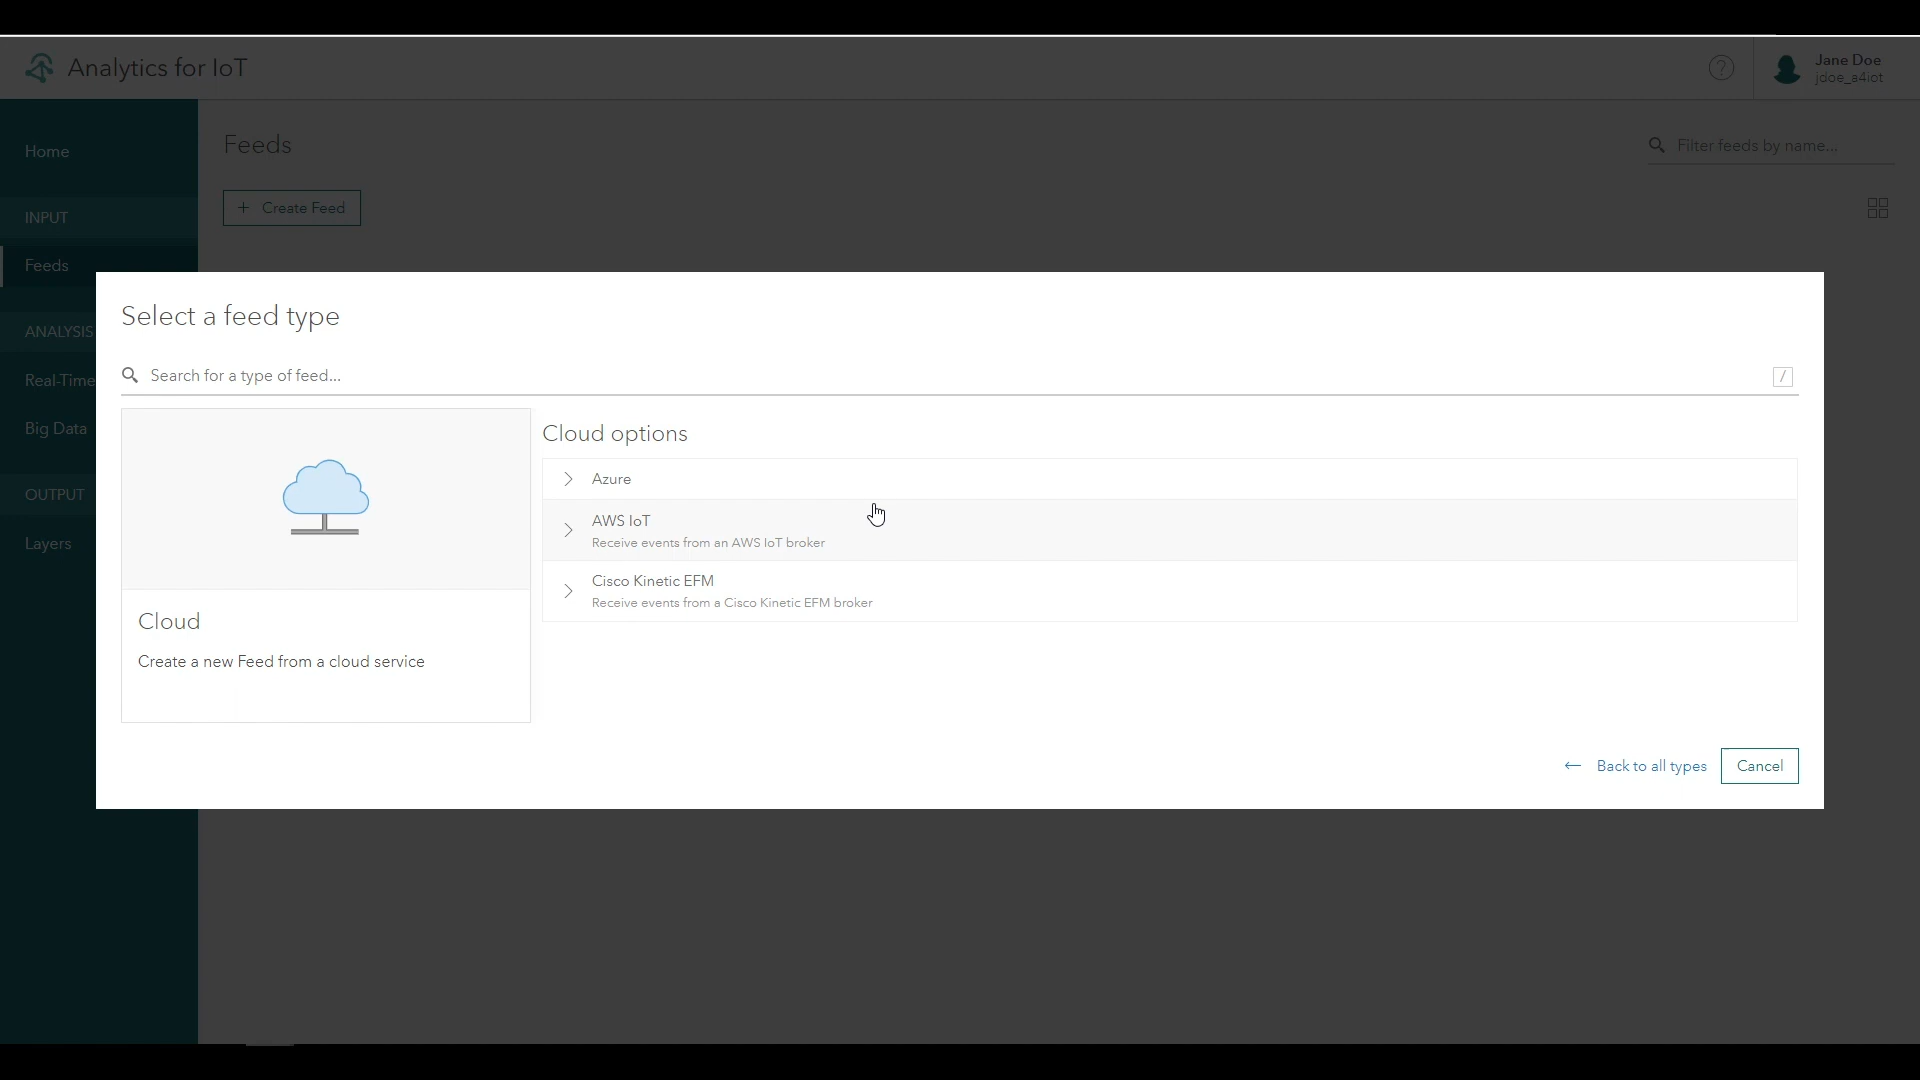 Analytics for IoT
?
Jane Doe
jdoe_a4iot
Home
INPUT
Feeds
ANALYSIS
Real-Time
Big Data
OUTPUT
Layers
Feeds
Filter feeds by name...
+ Create Feed
Select a feed type
Search for a type of feed...
/
Cloud
Create a new Feed from a cloud service
Cloud options
Azure
AWS IoT
Receive events from an AWS IoT broker
Cisco Kinetic EFM
Receive events from a Cisco Kinetic EFM broker
← Back to all types
Cancel